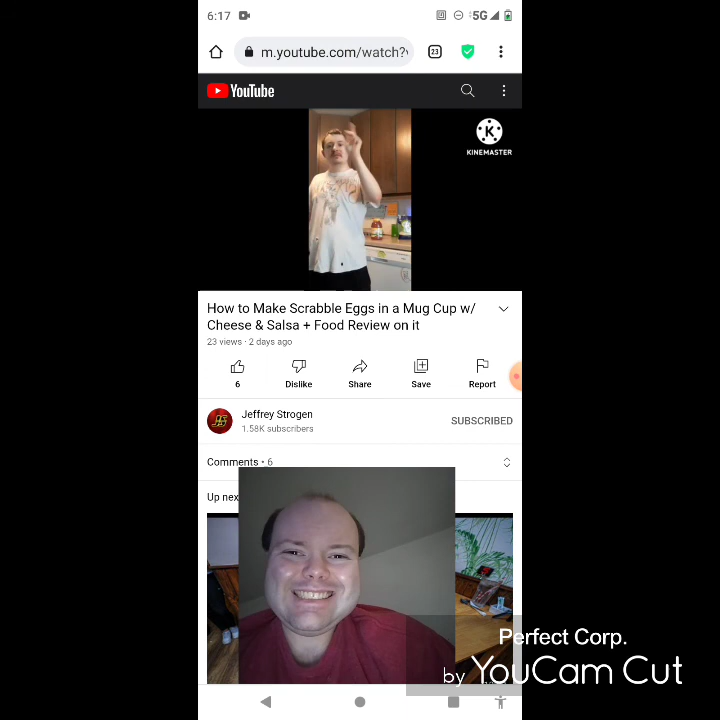 6:17
5G
m.youtube.com/watch?v
23
YouTube
K
KINEMASTER
How to Make Scrabble Eggs in a Mug Cup w/
Cheese & Salsa + Food Review on it
23 views · 2 days ago
6
Dislike
Share
Save
Report
JS
Jeffrey Strogen
1.58K subscribers
SUBSCRIBED
Comments • 6
Up nex
Perfect Corp.
by YouCam Cut